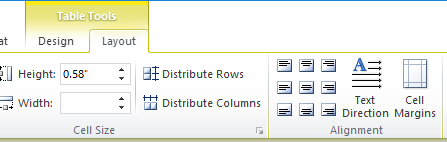 Table Tools
at Design Layout
Height: 0.58" Distribute Rows
Width: Distribute Columns
Text Direction
Cell Margins
Cell Size Alignment